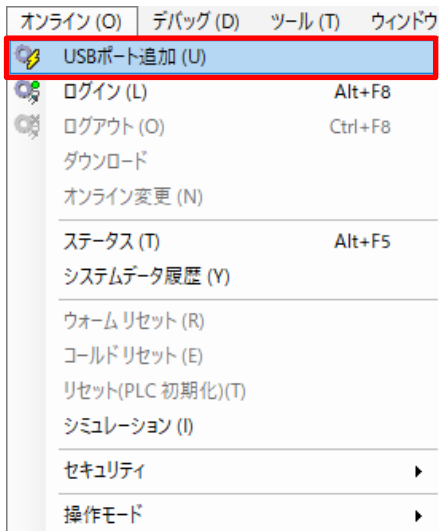 オンライン (O) デバッグ (D) ツール (T) ウィンドウ
USBポート追加 (U)
ログイン (L) Alt+F8
ログアウト (O) Ctrl+F8
ダウンロード
オンライン変更 (N)
ステータス (T) Alt+F5
システムデータ履歴 (Y)
ウォーム リセット (R)
コールド リセット (E)
リセット(PLC 初期化)(T)
シミュレーション (I)
セキュリティ
操作モード